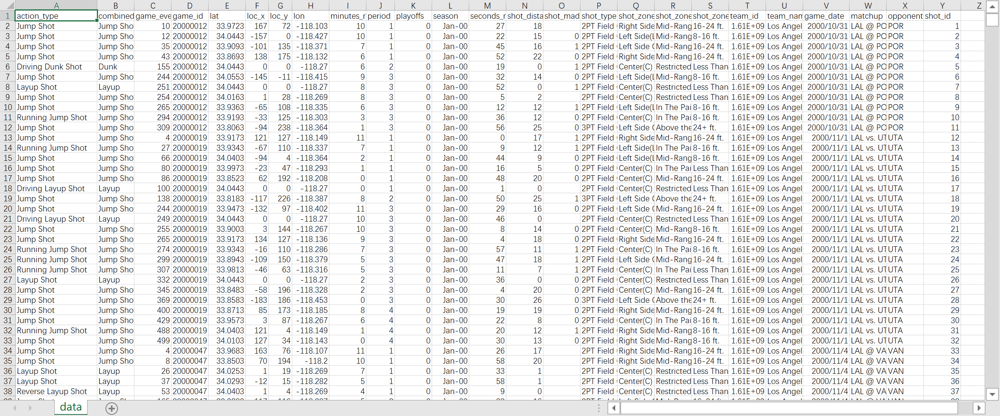 A B C D E F G H I J K L M N O P Q R S T U V W X Y Z
1 action_type combined game_eve game_id lat loc_x loc_y lon minutes_r period playoffs season seconds_r shot_dista shot_mad shot_type shot_zone shot_zone shot_zone team_id team_nam game_date matchup opponent shot_id
2 Jump Shot Jump Sho 10 20000012 33.9723 167 72 -118.103 10 1 0 Jan-00 27 18 2PT Field Right Side Mid-Rang 16-24 ft. 1.61E+09 Los Angel 2000/10/31 LAL @ PO POR 1
3 Jump Shot Jump Sho 12 20000012 34.0443 -157 0 -118.427 10 1 0 Jan-00 22 15 0 2PT Field Left Side(L Mid-Rang 8-16 ft. 1.61E+09 Los Angel 2000/10/31 LAL @ PO POR 2
4 Jump Shot Jump Sho 35 20000012 33.9093 -101 135 -118.371 7 1 0 Jan-00 45 16 1 2PT Field Left Side C Mid-Rang 16-24 ft. 1.61E+09 Los Angel 2000/10/31 LAL @ PO POR 3
5 Jump Shot Jump Sho 43 20000012 33.8693 138 175 -118.132 6 1 0 Jan-00 52 22 0 2PT Field Right Side Mid-Rang 16-24 ft. 1.61E+09 Los Angel 2000/10/31 LAL @ PO POR 4
6 Driving Dunk Shot Dunk 155 20000012 34.0443 0 0 -118.27 6 2 0 Jan-00 19 0 1 2PT Field Center(C) Restricted Less Than 1.61E+09 Los Angel 2000/10/31 LAL @ PO POR 5
7 Jump Shot Jump Sho 244 20000012 34.0553 -145 -11 -118.415 9 3 0 Jan-00 32 14 0 2PT Field Left Side(L Mid-Rang 8-16 ft. 1.61E+09 Los Angel 2000/10/31 LAL @ PO POR 6
8 Layup Shot Layup 251 20000012 34.0443 0 0 -118.27 8 3 0 Jan-00 52 0 1 2PT Field Center(C) Restricted Less Than 1.61E+09 Los Angel 2000/10/31 LAL @ PO POR 7
9 Jump Shot Jump Sho 254 20000012 34.0163 1 28 -118.269 8 3 0 Jan-00 5 2 2PT Field Center(C) Restricted Less Than 1.61E+09 Los Angel 2000/10/31 LAL @ PO POR 8
10 Jump Shot Jump Sho 265 20000012 33.9363 -65 108 -118.335 6 3 0 Jan-00 12 12 1 2PT Field Left Side(L In The Pai 8-16 ft. 1.61E+09 Los Angel 2000/10/31 LAL @ PO POR 9
11 Running Jump Shot Jump Sho 294 20000012 33.9193 -33 125 -118.303 3 3 0 Jan-00 36 12 0 2PT Field Center(C) In The Pai 8-16 ft. 1.61E+09 Los Angel 2000/10/31 LAL @ PO POR 10
12 Jump Shot Jump Sho 309 20000012 33.8063 -94 238 -118.364 1 3 0 Jan-00 56 25 0 3PT Field Left Side C Above the 24+ ft. 1.61E+09 Los Angel 2000/10/31 LAL @ PO POR 11
13 Jump Shot Jump Sho 4 20000019 33.9173 121 127 -118.149 11 1 0 Jan-00 0 17 1 2PT Field Right Side Mid-Rang 16-24 ft. 1.61E+09 Los Angel 2000/11/1 LAL vs. UT UTA 12
14 Running Jump Shot Jump Sho 27 20000019 33.9343 -67 110 -118.337 7 1 0 Jan-00 9 12 1 2PT Field Left Side(L In The Pai 8-16 ft. 1.61E+09 Los Angel 2000/11/1 LAL vs. UT UTA 13
15 Jump Shot Jump Sho 66 20000019 34.0403 -94 4 -118.364 2 1 0 Jan-00 44 9 0 2PT Field Left Side(L Mid-Rang 8-16 ft. 1.61E+09 Los Angel 2000/11/1 LAL vs. UT UTA 14
16 Jump Shot Jump Sho 80 20000019 33.9973 -23 47 -118.293 1 1 0 Jan-00 16 5 0 2PT Field Center(C) In The Pai Less Than 1.61E+09 Los Angel 2000/11/1 LAL vs. UT UTA 15
17 Jump Shot Jump Sho 86 20000019 33.8523 62 192 -118.208 0 1 0 Jan-00 48 20 0 2PT Field Center(C) Mid-Rang 16-24 ft. 1.61E+09 Los Angel 2000/11/1 LAL vs. UT UTA 16
18 Driving Layup Shot Layup 100 20000019 34.0443 0 0 -118.27 0 1 0 Jan-00 1 0 2PT Field Center(C) Restricted Less Than 1.61E+09 Los Angel 2000/11/1 LAL vs. UT UTA 17
19 Jump Shot Jump Sho 138 20000019 33.8183 -117 226 -118.387 8 2 0 Jan-00 50 25 1 3PT Field Left Side C Above the 24+ ft. 1.61E+09 Los Angel 2000/11/1 LAL vs. UT UTA 18
20 Jump Shot Jump Sho 244 20000019 33.9473 -132 97 -118.402 11 3 0 Jan-00 29 16 0 2PT Field Left Side C Mid-Rang 16-24 ft. 1.61E+09 Los Angel 2000/11/1 LAL vs. UT UTA 19
21 Driving Layup Shot Layup 249 20000019 34.0443 0 0 -118.27 10 3 0 Jan-00 46 0 2PT Field Center(C) Restricted Less Than 1.61E+09 Los Angel 2000/11/1 LAL vs. UT UTA 20
22 Jump Shot Jump Sho 255 20000019 33.9003 3 144 -118.267 10 3 0 Jan-00 8 14 0 2PT Field Center(C) Mid-Rang 8-16 ft. 1.61E+09 Los Angel 2000/11/1 LAL vs. UT UTA 21
23 Jump Shot Jump Sho 265 20000019 33.9173 134 127 -118.136 9 3 0 Jan-00 4 18 0 2PT Field Right Side Mid-Rang 16-24 ft. 1.61E+09 Los Angel 2000/11/1 LAL vs. UT UTA 22
24 Running Jump Shot Jump Sho 274 20000019 33.9343 -16 110 -118.286 7 3 0 Jan-00 57 11 1 2PT Field Center(C) In The Pai 8-16 ft. 1.61E+09 Los Angel 2000/11/1 LAL vs. UT UTA 23
25 Running Jump Shot Jump Sho 299 20000019 33.8943 -109 150 -118.379 5 3 0 Jan-00 47 18 1 2PT Field Left Side C Mid-Rang 16-24 ft. 1.61E+09 Los Angel 2000/11/1 LAL vs. UT UTA 24
26 Running Jump Shot Jump Sho 307 20000019 33.9813 -46 63 -118.316 5 3 0 Jan-00 11 7 1 2PT Field Center(C) In The Pai Less Than 1.61E+09 Los Angel 2000/11/1 LAL vs. UT UTA 25
27 Layup Shot Layup 332 20000019 34.0443 0 0 -118.27 2 3 0 Jan-00 36 0 0 2PT Field Center(C) Restricted Less Than 1.61E+09 Los Angel 2000/11/1 LAL vs. UT UTA 26
28 Jump Shot Jump Sho 345 20000019 33.8483 -58 196 -118.328 2 3 0 Jan-00 4 20 0 2PT Field Center(C) Mid-Rang 16-24 ft. 1.61E+09 Los Angel 2000/11/1 LAL vs. UT UTA 27
29 Jump Shot Jump Sho 369 20000019 33.8583 -183 186 -118.453 0 3 0 Jan-00 30 26 0 3PT Field Left Side C Above the 24+ ft. 1.61E+09 Los Angel 2000/11/1 LAL vs. UT UTA 28
30 Jump Shot Jump Sho 400 20000019 33.8713 85 173 -118.185 8 4 0 Jan-00 19 19 0 2PT Field Right Side Mid-Rang 16-24 ft. 1.61E+09 Los Angel 2000/11/1 LAL vs. UT UTA 29
31 Jump Shot Jump Sho 429 20000019 33.9573 3 87 -118.267 6 4 0 Jan-00 22 8 0 2PT Field Center(C) In The Pai 8-16 ft. 1.61E+09 Los Angel 2000/11/1 LAL vs. UT UTA 30
32 Running Jump Shot Jump Sho 488 20000019 34.0403 121 4 -118.149 1 4 0 Jan-00 20 12 1 2PT Field Right Side Mid-Rang 8-16 ft. 1.61E+09 Los Angel 2000/11/1 LAL vs. UT UTA 31
33 Jump Shot Jump Sho 499 20000019 34.0103 127 34 -118.143 0 4 0 Jan-00 30 13 0 2PT Field Right Side Mid-Rang 8-16 ft. 1.61E+09 Los Angel 2000/11/1 LAL vs. UT UTA 32
34 Jump Shot Jump Sho 4 20000047 33.9683 163 76 -118.107 11 1 0 Jan-00 26 17 2PT Field Right Side Mid-Rang 16-24 ft. 1.61E+09 Los Angel 2000/11/4 LAL @ VA VAN 33
35 Jump Shot Jump Sho 8 20000047 33.8503 70 194 -118.2 10 1 0 Jan-00 58 20 2PT Field Right Side Mid-Rang 16-24 ft. 1.61E+09 Los Angel 2000/11/4 LAL @ VA VAN 34
36 Layup Shot Layup 26 20000047 34.0253 1 19 -118.269 7 1 0 Jan-00 33 1 2PT Field Center(C) Restricted Less Than 1.61E+09 Los Angel 2000/11/4 LAL @ VA VAN 35
37 Layup Shot Layup 37 20000047 34.0293 -12 15 -118.282 5 1 0 Jan-00 58 1 2PT Field Center(C) Restricted Less Than 1.61E+09 Los Angel 2000/11/4 LAL @ VA VAN 36
38 Reverse Layup Shot Layup 53 20000047 34.0403 1 4 -118.269 4 1 0 Jan-00 9 0 2PT Field Center(C) Restricted Less Than 1.61E+09 Los Angel 2000/11/4 LAL @ VA VAN 37
data